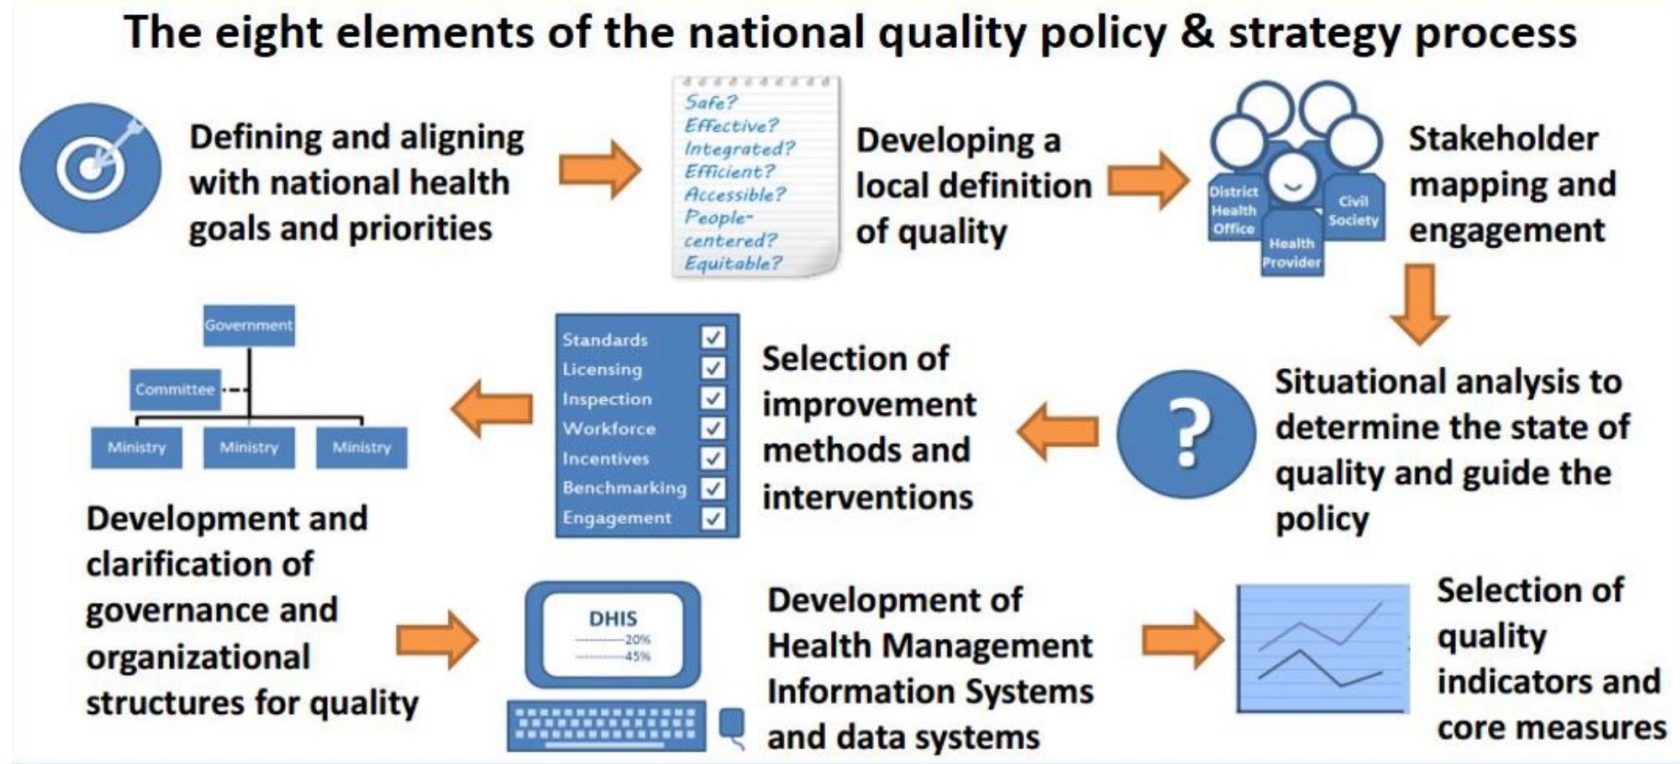 The eight elements of the national quality policy & strategy process
Defining and aligning
with national health
goals and priorities
Safe?
Effective?
Integrated?
Efficient?
Accessible?
People-
centered?
Equitable?
Developing a
local definition
of quality
District
Health
Office
Health
Provider
Civil
Society
Stakeholder
mapping and
engagement
?
Situational analysis to
determine the state of
quality and guide the
policy
Standards
Licensing
Inspection
Workforce
Incentives
Benchmarking
Engagement
Selection of
improvement
methods and
interventions
Government
Committee
Ministry
Ministry
Ministry
Development and
clarification of
governance and
organizational
structures for quality
DHIS
----------20%
----------45%
Development of
Health Management
Information Systems
and data systems
Selection of
quality
indicators and
core measures